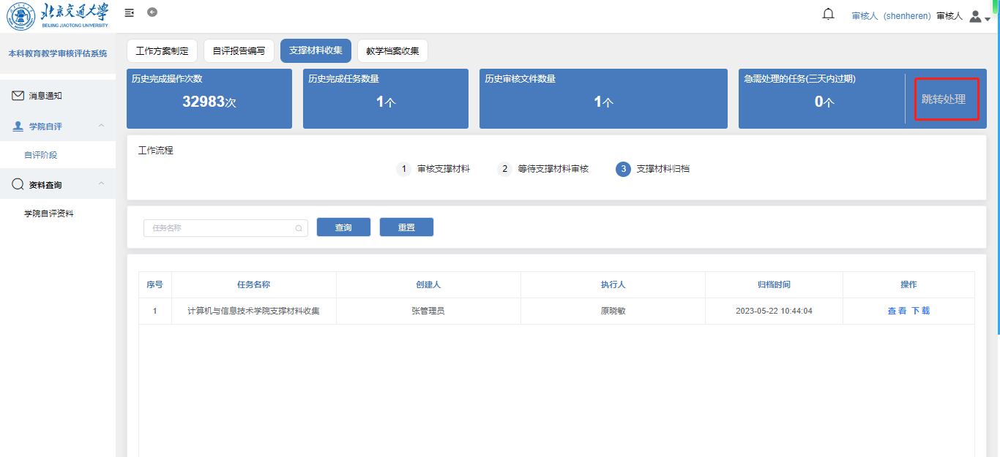 北京交通大学
BEIJING JIAOTONG UNIVERSITY
审核人 (shenheren) 审核人
本科教育教学审核评估系统
消息通知
学院自评
自评阶段
资料查询
学院自评资料
工作方案制定 自评报告编写 支撑材料收集 教学档案收集
历史完成操作次数
32983次
历史完成任务数量
1个
历史审核文件数量
1个
急需处理的任务(三天内过期)
0个
跳转处理
工作流程
1 审核支撑材料 2 等待支撑材料审核 3 支撑材料归档
任务名称 查询 重置
序号 任务名称 创建人 执行人 归档时间 操作
1 计算机与信息技术学院支撑材料收集 张管理员 原晓敏 2023-05-22 10:44:04 查看 下载